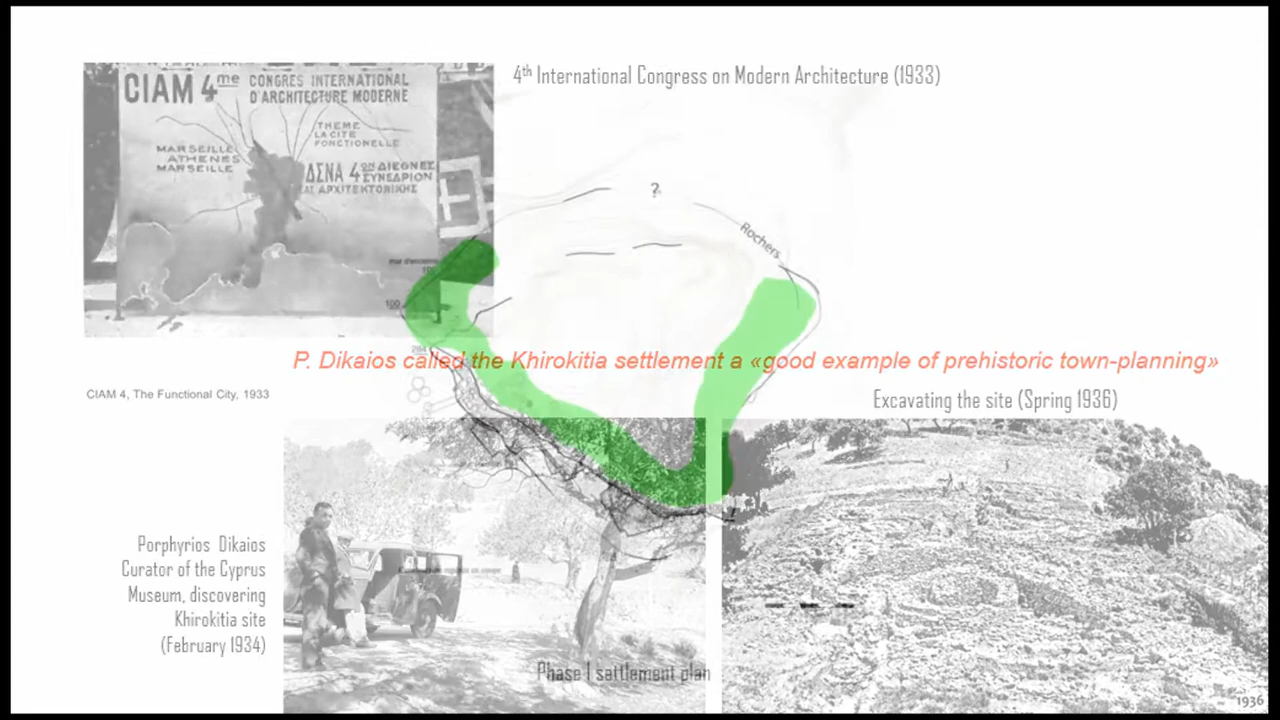 4th International Congress on Modern Architecture (1933)
CIAM 4me
CONGRES INTERNATIONAL
D'ARCHITECTURE MODERNE
THEME
LA CITE
FONCTIONELLE
MARSEILLE
ATHENES
MARSEILLE
ΔΕΝΑ 4ον ΔΙΕΘΝΕΣ
ΣΥΝΕΔΡΙΟΝ
ΑΡΧΙΤΕΚΤΟΝΙΚΗΣ
?
Rochers
100
P. Dikaios called the Khirokitia settlement a «good example of prehistoric town-planning»
CIAM 4, The Functional City, 1933
Excavating the site (Spring 1936)
Porphyrios Dikaios
Curator of the Cyprus
Museum, discovering
Khirokitia site
(February 1934)
Phase I settlement plan
1936